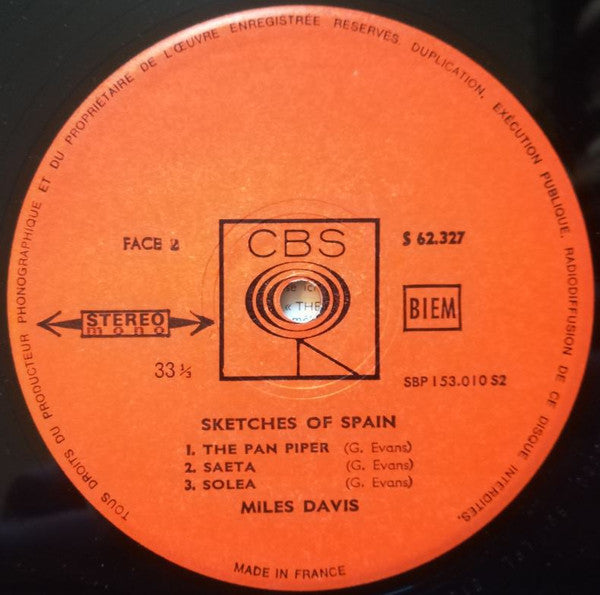 TOUS DROITS DU PRODUCTEUR PHONOGRAPHIQUE ET DU PROPRIÉTAIRE DE L'ŒUVRE ENREGISTRÉE RESERVES. DUPLICATION, EXÉCUTION PUBLIQUE, RADIODIFFUSION DE CE DISQUE INTERDITES.
FACE 2
CBS
S 62.327
« THE
STEREO
mono
BIEM
33 ⅓
SBP 153.010 S2
SKETCHES OF SPAIN
1. THE PAN PIPER (G. Evans)
2. SAETA (G. Evans)
3. SOLEA (G. Evans)
MILES DAVIS
MADE IN FRANCE